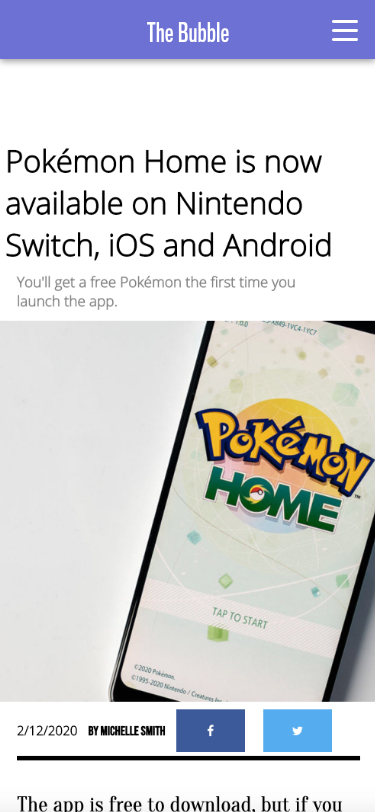 The Bubble
Pokémon Home is now
available on Nintendo
Switch, iOS and Android
You'll get a free Pokémon the first time you
launch the app.
POKéMON
HOME
TM
TAP TO START
©2020 Pokémon.
©1995-2020 Nintendo / Creatures Inc.
2/12/2020 BY MICHELLE SMITH f
The app is free to download, but if you